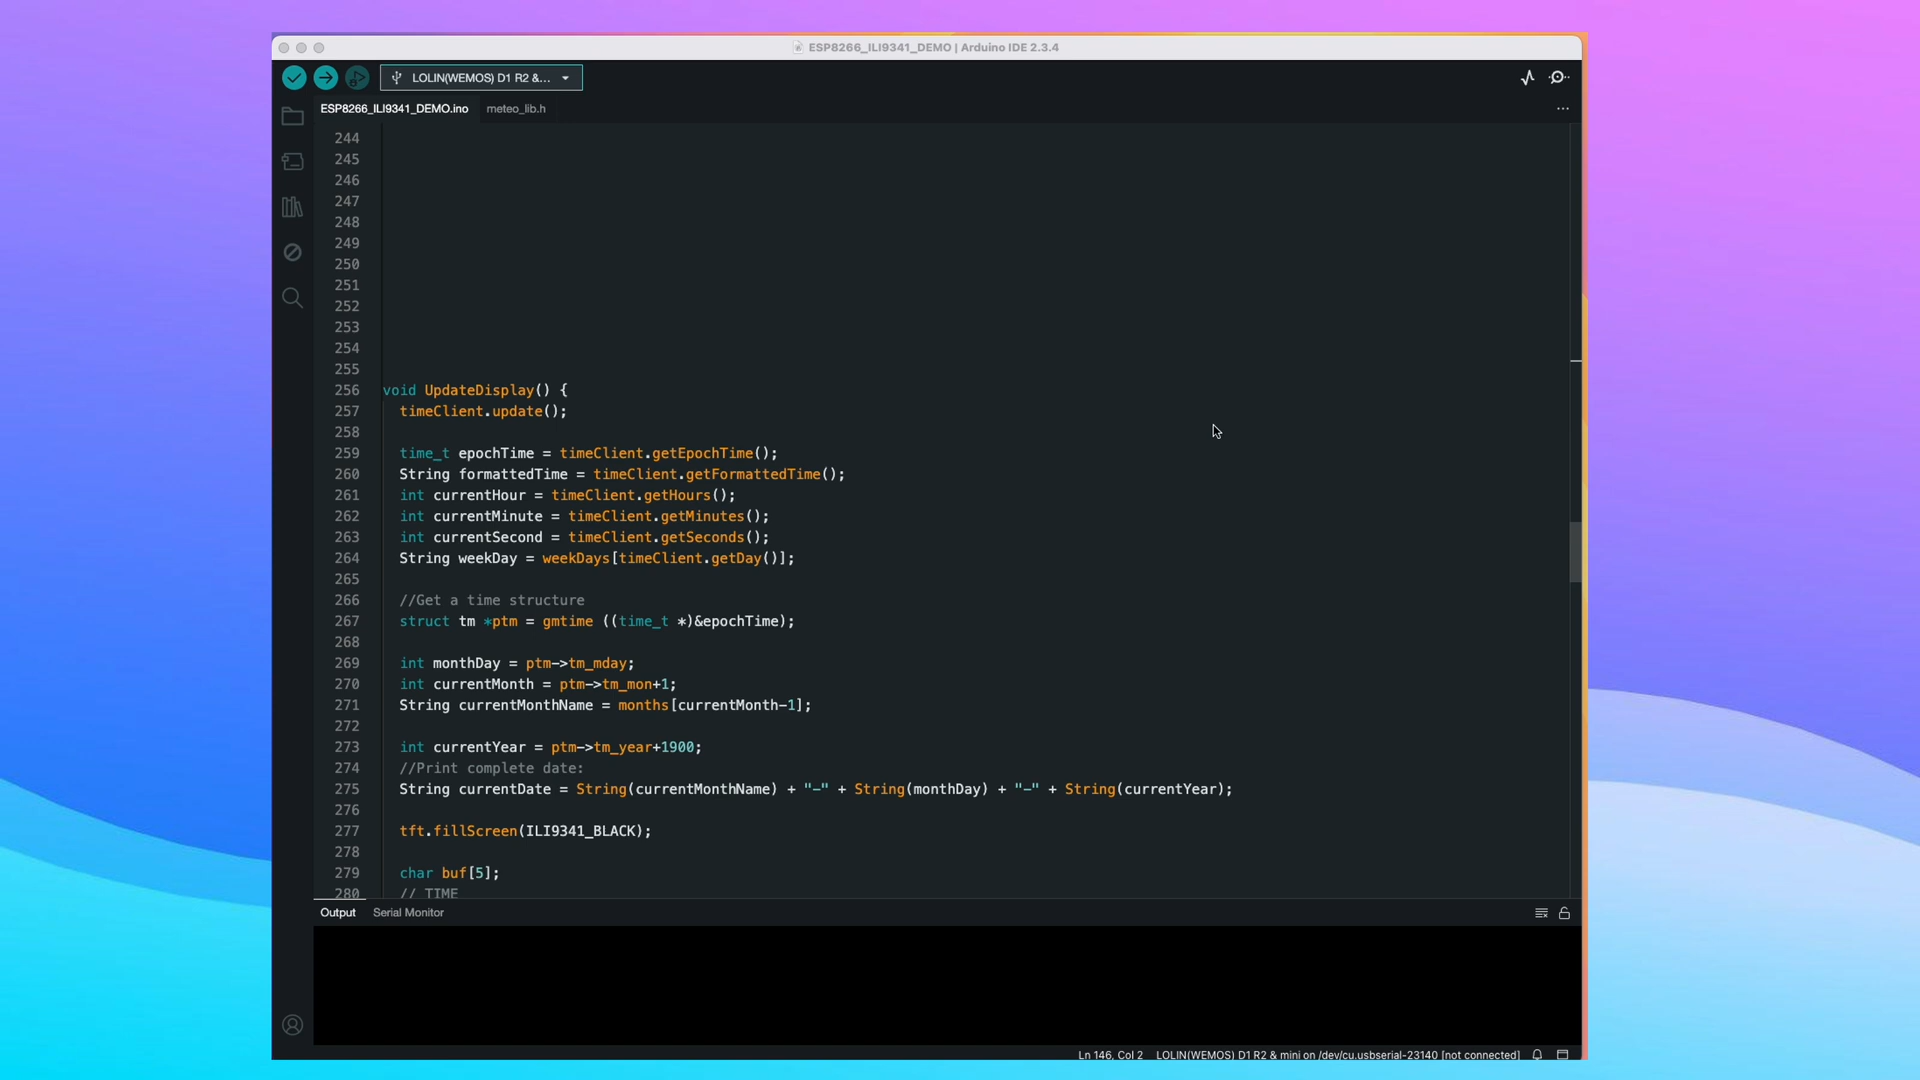 ESP8266_ILI9341_DEMO | Arduino IDE 2.3.4
LOLIN(WEMOS) D1 R2 &...
ESP8266_ILI9341_DEMO.ino meteo_lib.h
244
245
246
247
248
249
250
251
252
253
254
255
256 void UpdateDisplay() {
257 timeClient.update();
258
259 time_t epochTime = timeClient.getEpochTime();
260 String formattedTime = timeClient.getFormattedTime();
261 int currentHour = timeClient.getHours();
262 int currentMinute = timeClient.getMinutes();
263 int currentSecond = timeClient.getSeconds();
264 String weekDay = weekDays[timeClient.getDay()];
265
266 //Get a time structure
267 struct tm *ptm = gmtime ((time_t *)&epochTime);
268
269 int monthDay = ptm->tm_mday;
270 int currentMonth = ptm->tm_mon+1;
271 String currentMonthName = months[currentMonth-1];
272
273 int currentYear = ptm->tm_year+1900;
274 //Print complete date:
275 String currentDate = String(currentMonthName) + "-" + String(monthDay) + "-" + String(currentYear);
276
277 tft.fillScreen(ILI9341_BLACK);
278
279 char buf[5];
280 // TIME
Output Serial Monitor
Ln 146, Col 2 LOLIN(WEMOS) D1 R2 & mini on /dev/cu.usbserial-23140 [not connected]